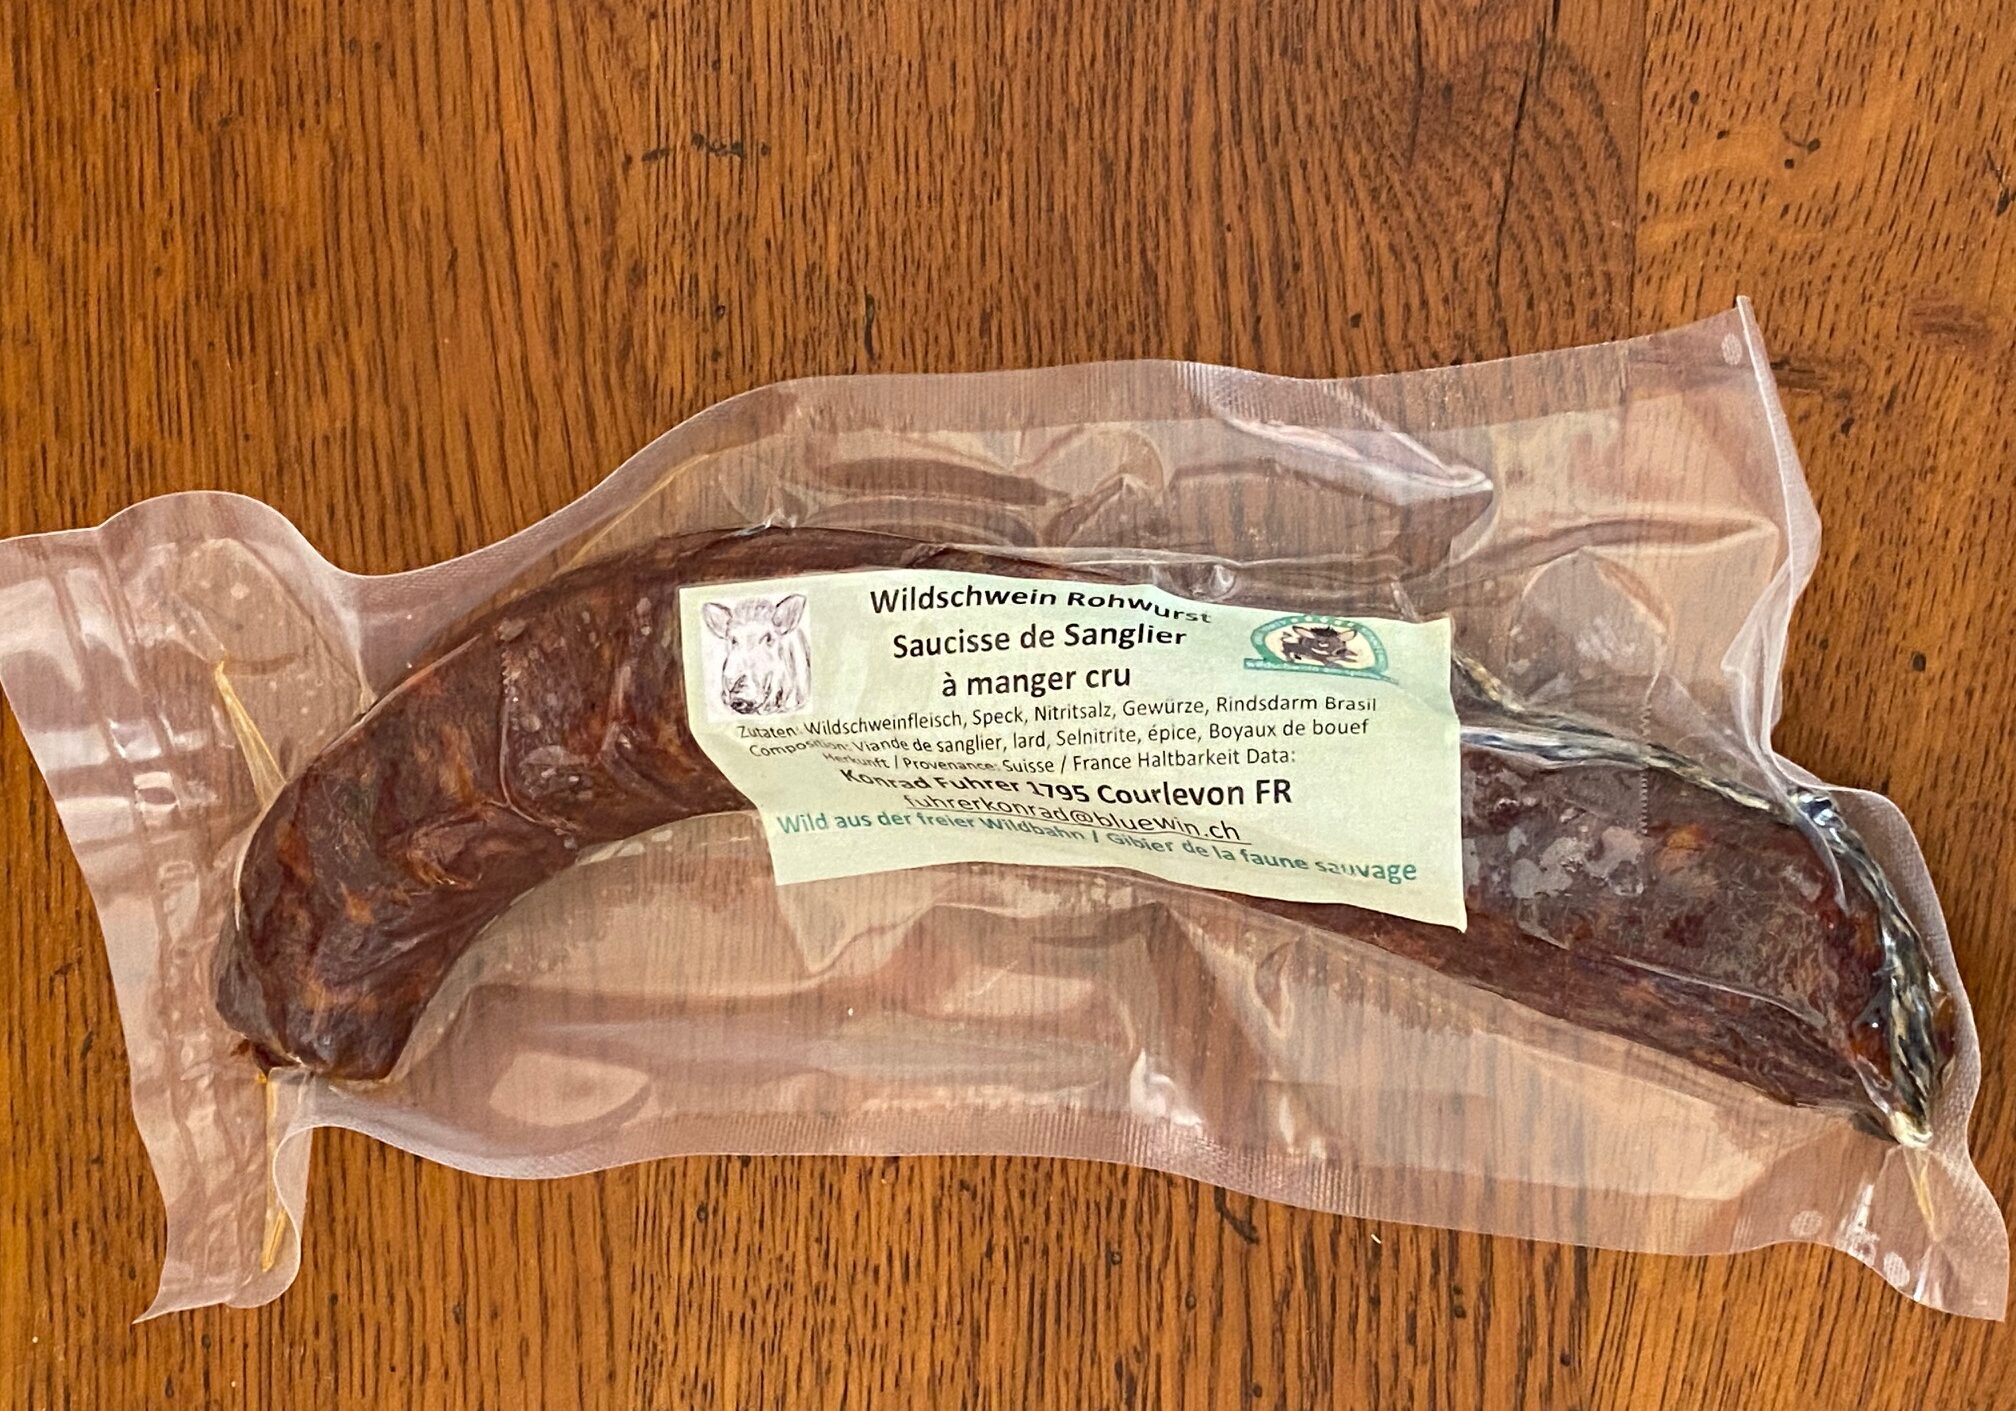 Wildschwein Rohwurst
Saucisse de Sanglier
à manger cru
Zutaten: Wildschweinfleisch, Speck, Nitritsalz, Gewürze, Rindsdarm Brasil
Composition: Viande de sanglier, lard, Selnitrite, épice, Boyaux de bouef
Herkunft / Provenance: Suisse / France Haltbarkeit Data:
Konrad Fuhrer 1795 Courlevon FR
fuhrerkonrad@bluewin.ch
Wild aus der freier Wildbahn / Gibier de la faune sauvage